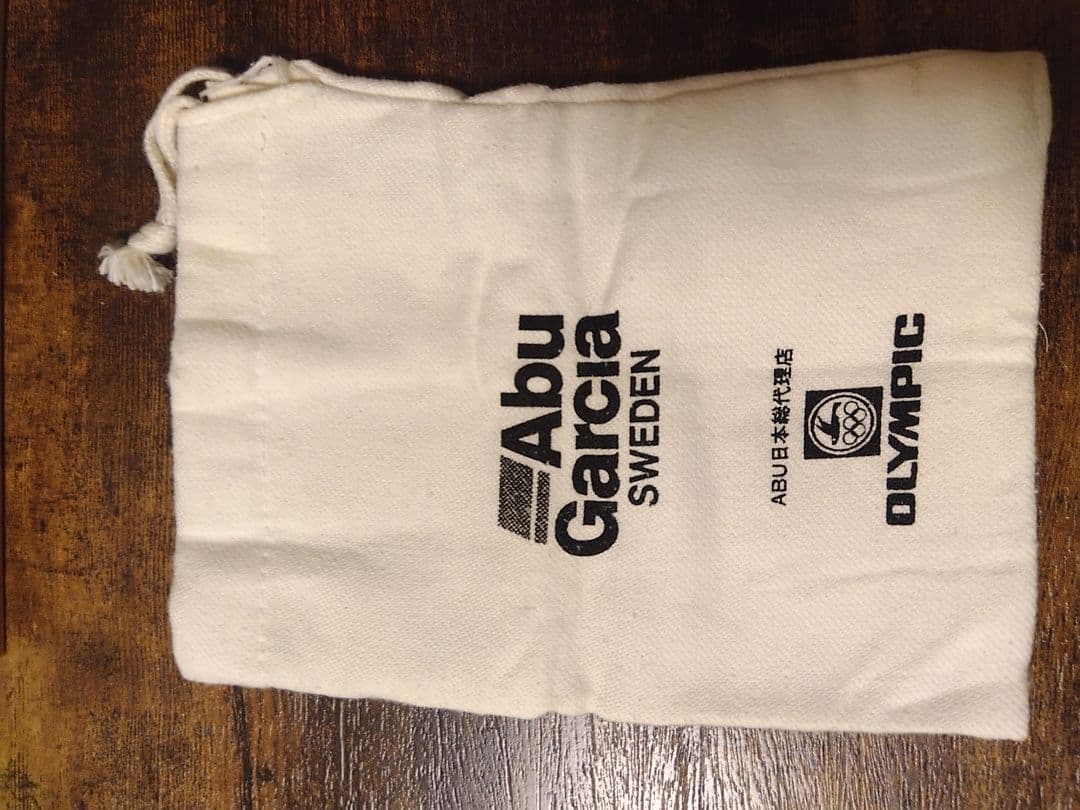 Abu
Garcia
SWEDEN
ABU日本総代理店
OLYMPIC